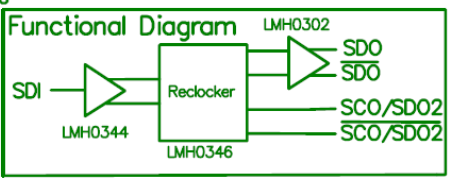 Functional Diagram
LMH0302
SDO
SDO
SDI
Reclocker
SCO/SDO2
SCO/SDO2
LMH0344
LMH0346